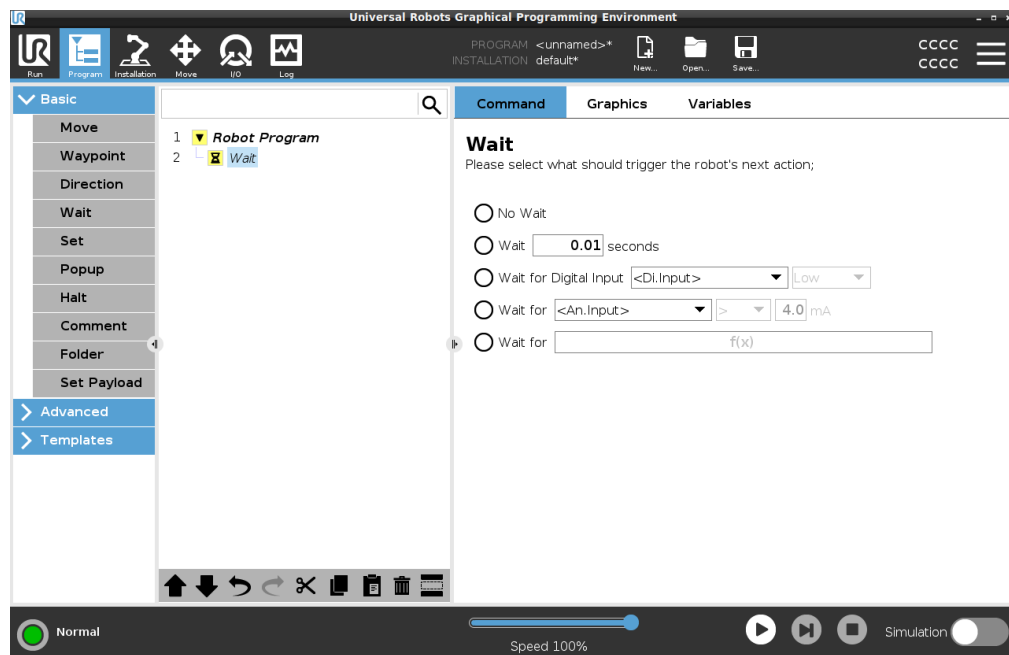 Universal Robots Graphical Programming Environment
UR
Run
Program
Installation
Move
I/O
Log
PROGRAM <unnamed>*
INSTALLATION default*
New...
Open...
Save...
CCCC
CCCC
Basic
Move
Waypoint
Direction
Wait
Set
Popup
Halt
Comment
Folder
Set Payload
Advanced
Templates
1 Robot Program
2 Wait
Command Graphics Variables
Wait
Please select what should trigger the robot's next action;
No Wait
Wait 0.01 seconds
Wait for Digital Input <Di.Input> Low
Wait for <An.Input> > 4.0 mA
Wait for f(x)
Normal
Speed 100%
Simulation